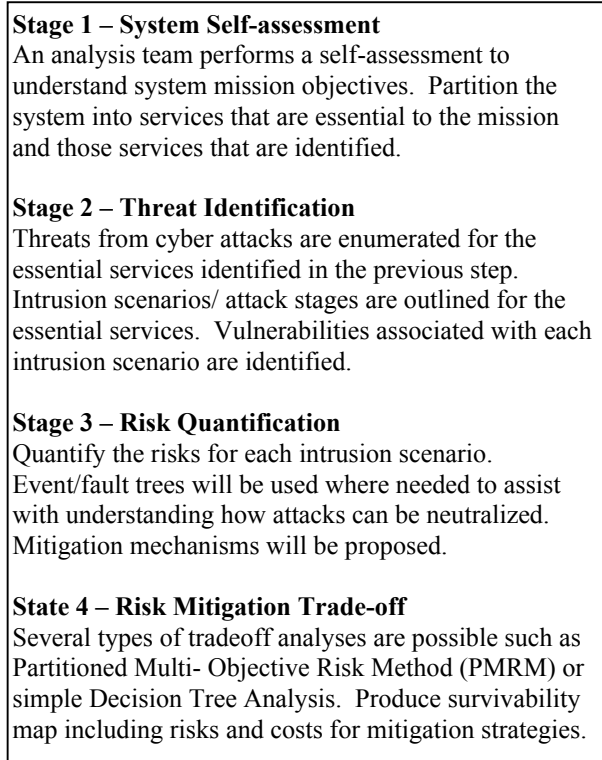 Stage 1 – System Self-assessment
An analysis team performs a self-assessment to
understand system mission objectives.  Partition the
system into services that are essential to the mission
and those services that are identified.
Stage 2 – Threat Identification
Threats from cyber attacks are enumerated for the
essential services identified in the previous step.
Intrusion scenarios/ attack stages are outlined for the
essential services.  Vulnerabilities associated with each
intrusion scenario are identified.
Stage 3 – Risk Quantification
Quantify the risks for each intrusion scenario.
Event/fault trees will be used where needed to assist
with understanding how attacks can be neutralized.
Mitigation mechanisms will be proposed.
State 4 – Risk Mitigation Trade-off
Several types of tradeoff analyses are possible such as
Partitioned Multi- Objective Risk Method (PMRM) or
simple Decision Tree Analysis.  Produce survivability
map including risks and costs for mitigation strategies.